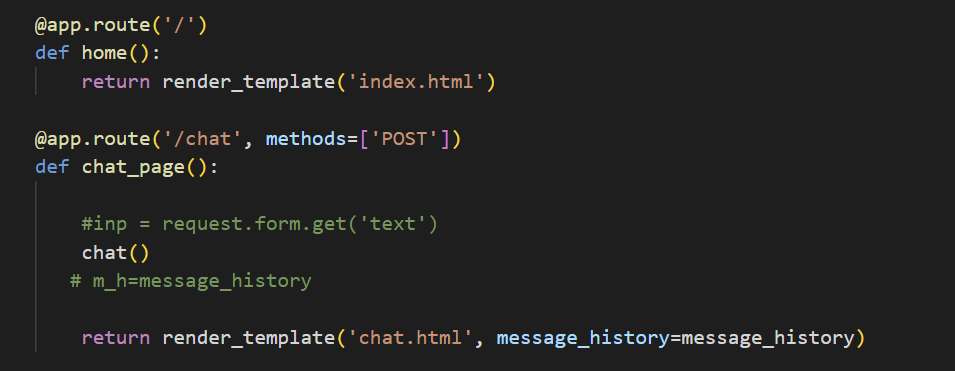 @app.route('/')
def home():
    return render_template('index.html')
@app.route('/chat', methods=['POST'])
def chat_page():
    #inp = request.form.get('text')
    chat()
   # m_h=message_history
    return render_template('chat.html', message_history=message_history)